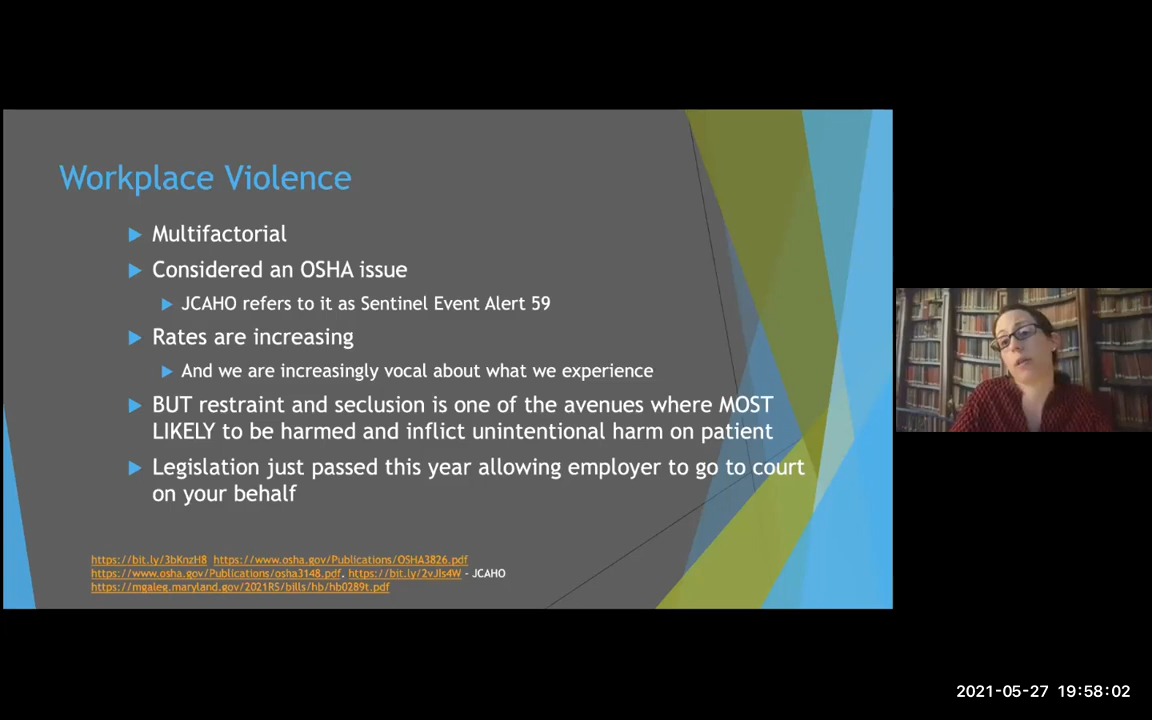 Workplace Violence
Multifactorial
Considered an OSHA issue
JCAHO refers to it as Sentinel Event Alert 59
Rates are increasing
And we are increasingly vocal about what we experience
BUT restraint and seclusion is one of the avenues where MOST
LIKELY to be harmed and inflict unintentional harm on patient
Legislation just passed this year allowing employer to go to court
on your behalf
https://bit.ly/3bKnzH8 https://www.osha.gov/Publications/OSHA3826.pdf
https://www.osha.gov/Publications/osha3148.pdf. https://bit.ly/2vJIs4W - JCAHO
https://mgaleg.maryland.gov/2021RS/bills/hb/hb0289t.pdf
2021-05-27 19:58:02